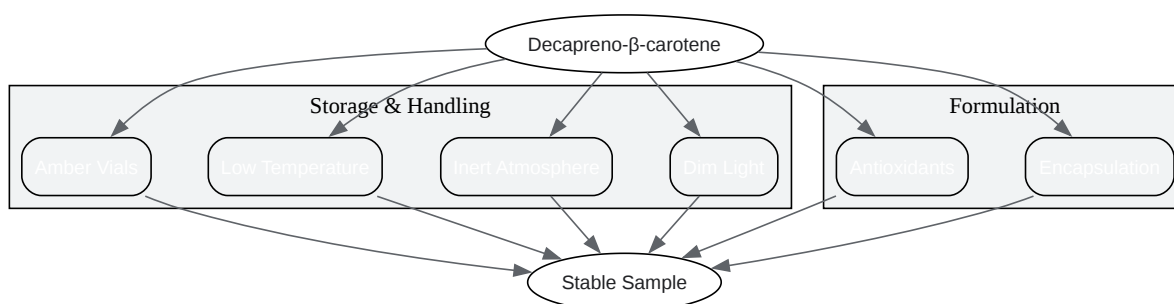 Decapreno-β-carotene
Storage & Handling
Formulation
Amber Vials
Low Temperature
Inert Atmosphere
Dim Light
Antioxidants
Encapsulation
Stable Sample